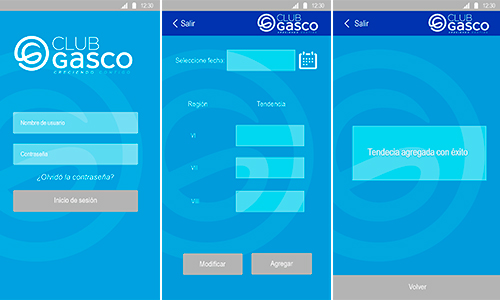 12:30
CLUB
GASCO
CRECIENDO CONTIGO
Nombre de usuario
Contraseña
¿Olvidó la contraseña?
Inicio de sesión
12:30
Salir
CLUB
GASCO
CRECIENDO CONTIGO
Seleccione fecha
Región Tendencia
VI
VII
VIII
Modificar Agregar
12:30
Salir
CLUB
GASCO
CRECIENDO CONTIGO
Tendecia agregada con éxito
Volver